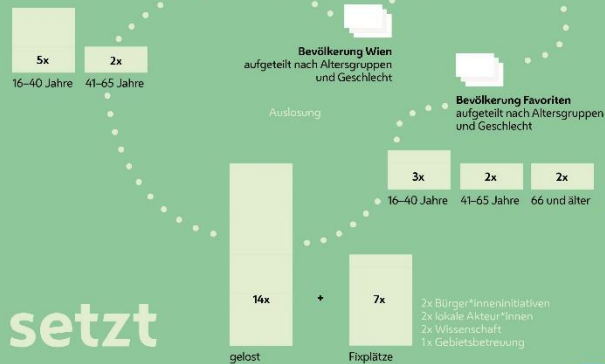 5x
16–40 Jahre
2x
41–65 Jahre
Bevölkerung Wien
aufgeteilt nach Altersgruppen
und Geschlecht
Bevölkerung Favoriten
aufgeteilt nach Altersgruppen
und Geschlecht
Auslosung
3x
16–40 Jahre
2x
41–65 Jahre
2x
66 und älter
14x
gelost
+
7x
Fixplätze
2x Bürger*inneninitiativen
2x lokale Akteur*innen
2x Wissenschaft
1x Gebietsbetreuung
setzt